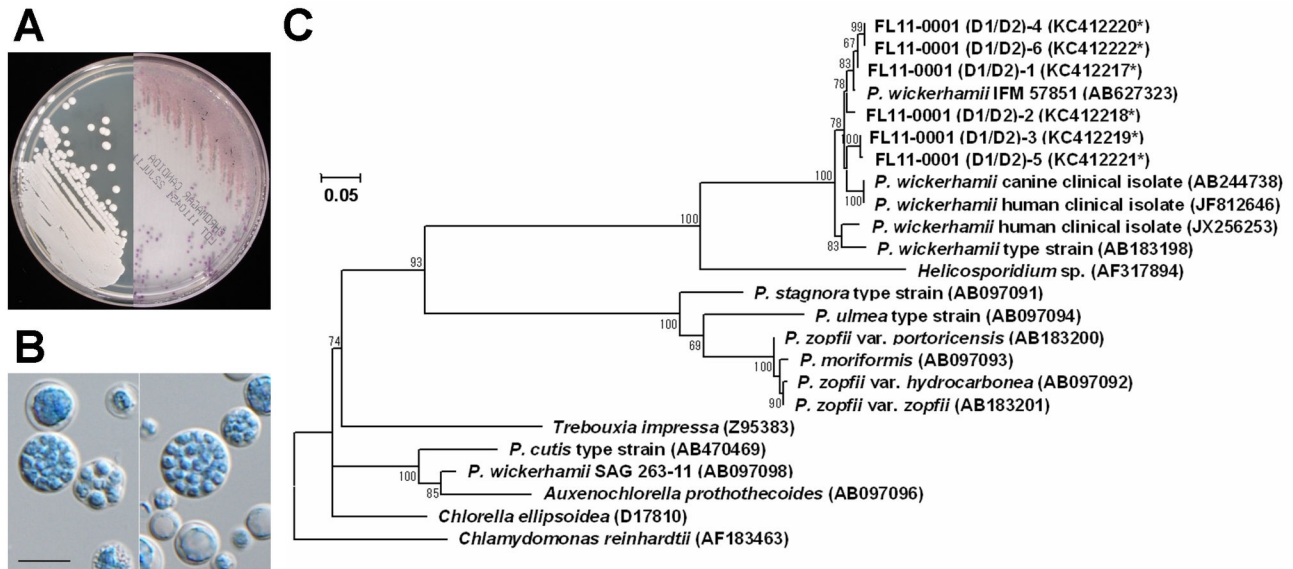 A
B
C
CHROMAGAR CANDIDA
1110421 SSJUL11
0.05
99
67
83
78
78
100
100
100
83
100
93
100
69
100
90
74
100
85
FL11-0001 (D1/D2)-4 (KC412220*)
FL11-0001 (D1/D2)-6 (KC412222*)
FL11-0001 (D1/D2)-1 (KC412217*)
P. wickerhamii IFM 57851 (AB627323)
FL11-0001 (D1/D2)-2 (KC412218*)
FL11-0001 (D1/D2)-3 (KC412219*)
FL11-0001 (D1/D2)-5 (KC412221*)
P. wickerhamii canine clinical isolate (AB244738)
P. wickerhamii human clinical isolate (JF812646)
P. wickerhamii human clinical isolate (JX256253)
P. wickerhamii type strain (AB183198)
Helicosporidium sp. (AF317894)
P. stagnora type strain (AB097091)
P. ulmea type strain (AB097094)
P. zopfii var. portoricensis (AB183200)
P. moriformis (AB097093)
P. zopfii var. hydrocarbonea (AB097092)
P. zopfii var. zopfii (AB183201)
Trebouxia impressa (Z95383)
P. cutis type strain (AB470469)
P. wickerhamii SAG 263-11 (AB097098)
Auxenochlorella prothothecoides (AB097096)
Chlorella ellipsoidea (D17810)
Chlamydomonas reinhardtii (AF183463)